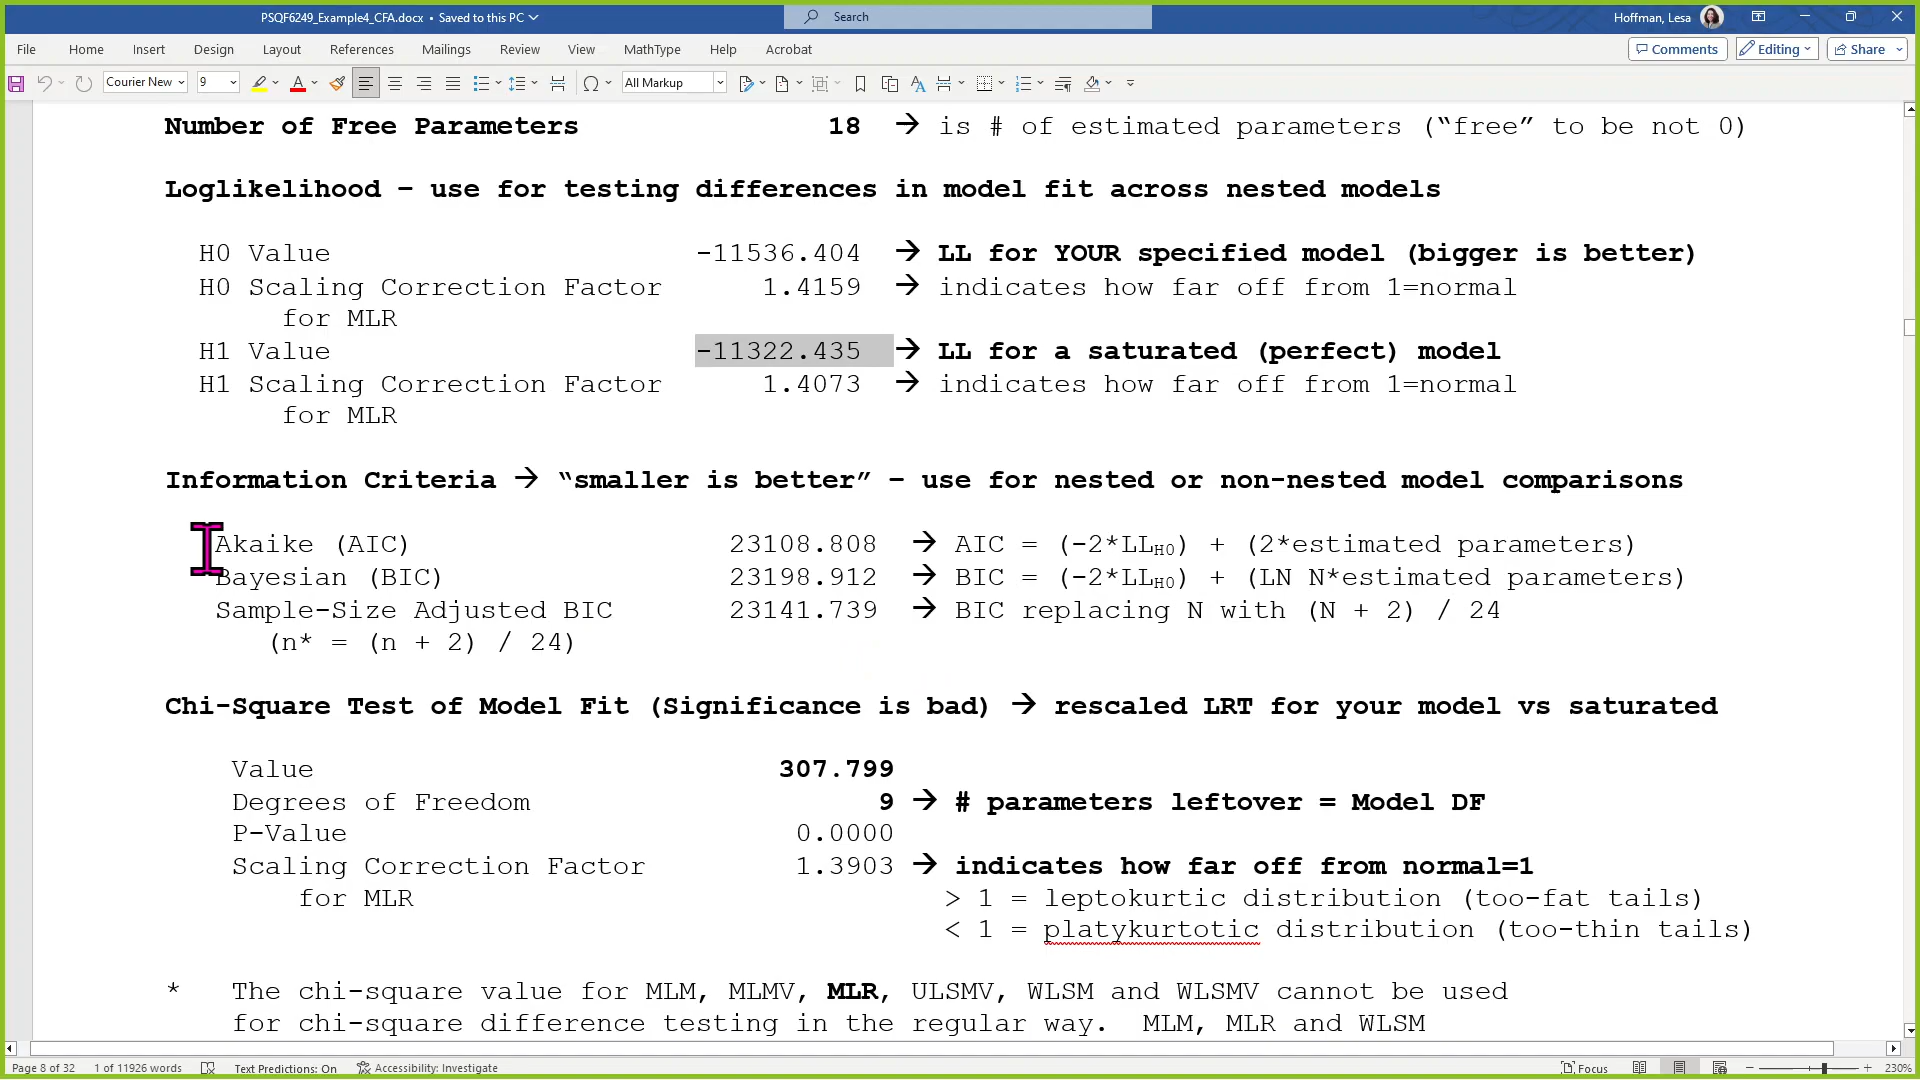 PSQF6249_Example4_CFA.docx • Saved to this PC
Search
Hoffman, Lesa
File Home Insert Design Layout References Mailings Review View MathType Help Acrobat
Comments Editing Share
Courier New 9 All Markup
Number of Free Parameters 18 → is # of estimated parameters (“free” to be not 0)
Loglikelihood – use for testing differences in model fit across nested models
H0 Value -11536.404 → LL for YOUR specified model (bigger is better)
H0 Scaling Correction Factor 1.4159 → indicates how far off from 1=normal
for MLR
H1 Value -11322.435 → LL for a saturated (perfect) model
H1 Scaling Correction Factor 1.4073 → indicates how far off from 1=normal
for MLR
Information Criteria → “smaller is better” – use for nested or non-nested model comparisons
Akaike (AIC) 23108.808 → AIC = (-2*LLH0) + (2*estimated parameters)
Bayesian (BIC) 23198.912 → BIC = (-2*LLH0) + (LN N*estimated parameters)
Sample-Size Adjusted BIC 23141.739 → BIC replacing N with (N + 2) / 24
(n* = (n + 2) / 24)
Chi-Square Test of Model Fit (Significance is bad) → rescaled LRT for your model vs saturated
Value 307.799
Degrees of Freedom 9 → # parameters leftover = Model DF
P-Value 0.0000
Scaling Correction Factor 1.3903 → indicates how far off from normal=1
for MLR > 1 = leptokurtic distribution (too-fat tails)
< 1 = platykurtotic distribution (too-thin tails)
* The chi-square value for MLM, MLMV, MLR, ULSMV, WLSM and WLSMV cannot be used
for chi-square difference testing in the regular way. MLM, MLR and WLSM
Page 8 of 32 1 of 11926 words Text Predictions: On Accessibility: Investigate Focus 230%